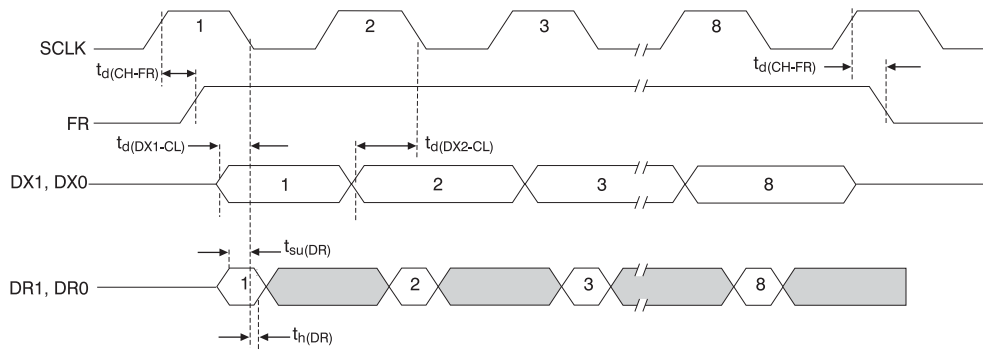 1 2 3 8
SCLK
td(CH-FR) td(CH-FR)
FR
td(DX1-CL) td(DX2-CL)
DX1, DX0 1 2 3 8
tsu(DR)
DR1, DR0 1 2 3 8
th(DR)